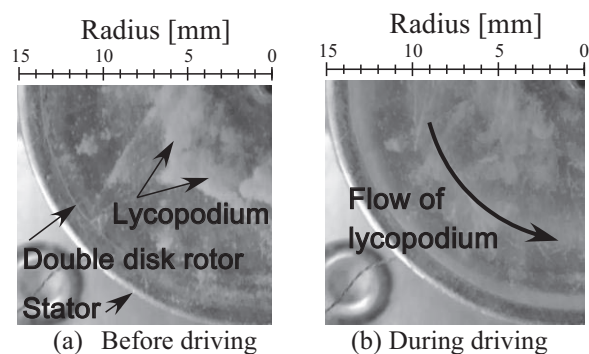 Radius [mm]
15 10 5 0
Lycopodium
Double disk rotor
Stator
(a) Before driving
Radius [mm]
15 10 5 0
Flow of
lycopodium
(b) During driving